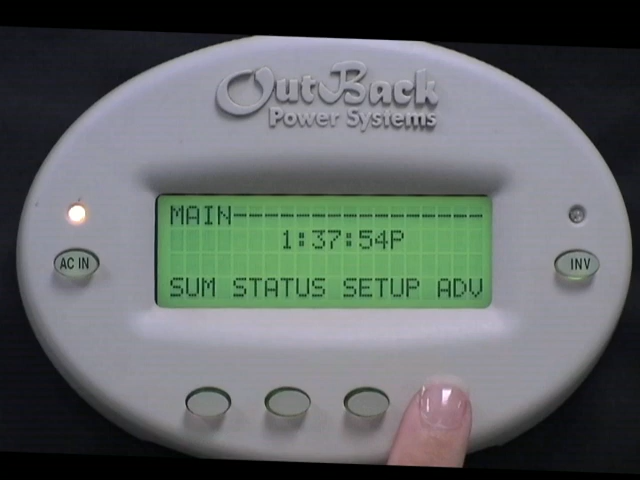 OutBack
Power Systems
MAIN--------------------
1:37:54P
SUM STATUS SETUP ADV
AC IN
INV